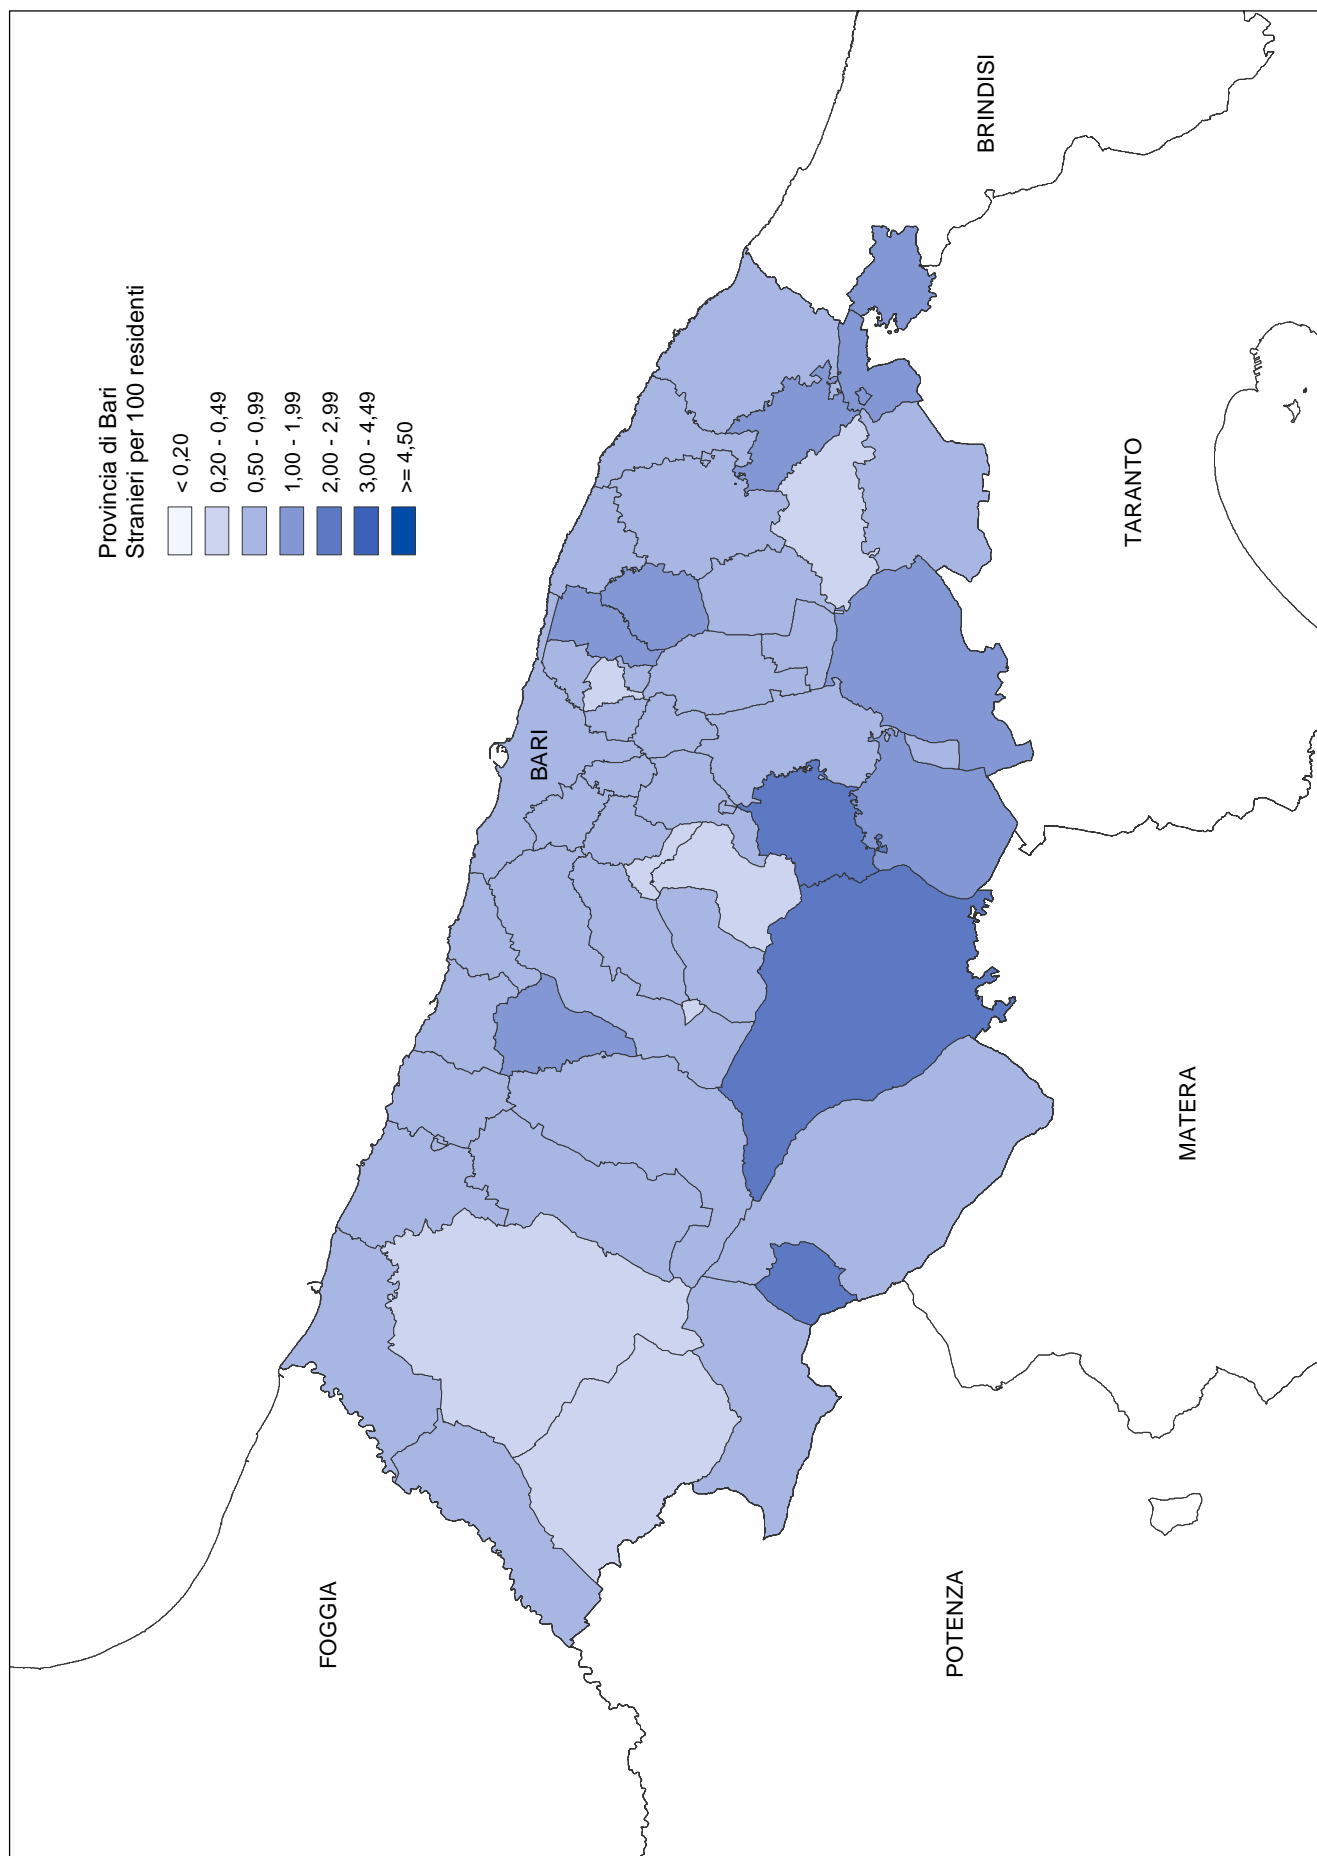 Provincia di Bari
Stranieri per 100 residenti
< 0,20
0,20 - 0,49
0,50 - 0,99
1,00 - 1,99
2,00 - 2,99
3,00 - 4,49
>= 4,50
FOGGIA
BARI
BRINDISI
TARANTO
MATERA
POTENZA